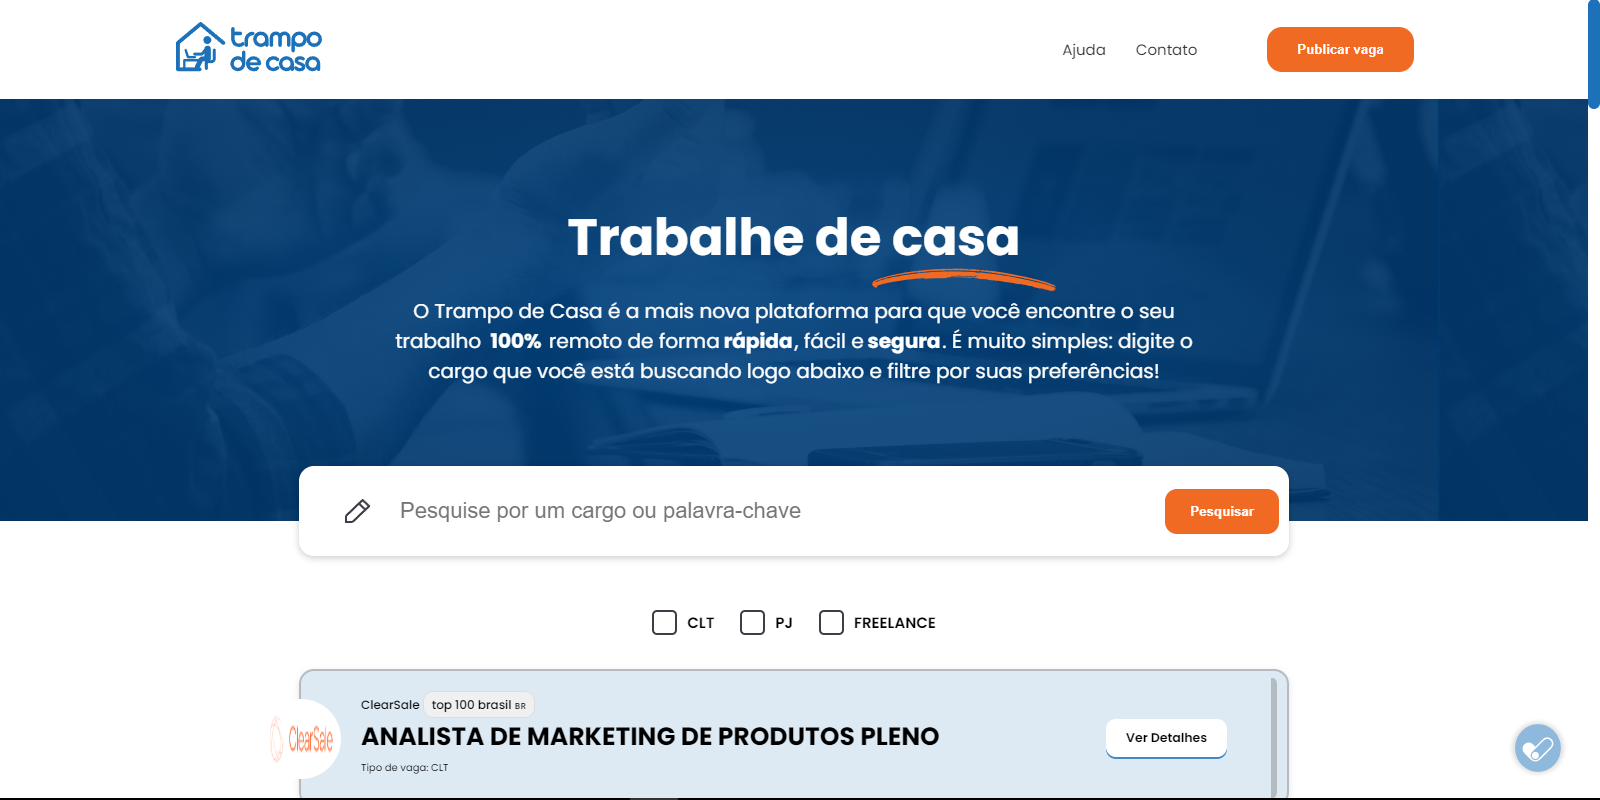 trampo
de casa
Ajuda
Contato
Publicar vaga
Trabalhe de casa
O Trampo de Casa é a mais nova plataforma para que você encontre o seu
trabalho 100% remoto de forma rápida, fácil e segura. É muito simples: digite o
cargo que você está buscando logo abaixo e filtre por suas preferências!
Pesquise por um cargo ou palavra-chave
Pesquisar
CLT
PJ
FREELANCE
ClearSale
ClearSale top 100 brasil BR
ANALISTA DE MARKETING DE PRODUTOS PLENO
Tipo de vaga: CLT
Ver Detalhes